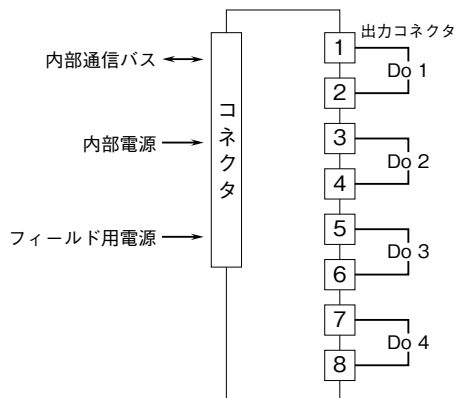 出力コネクタ
内部通信バス
内部電源
フィールド用電源
コネクタ
1
2
Do 1
3
4
Do 2
5
6
Do 3
7
8
Do 4